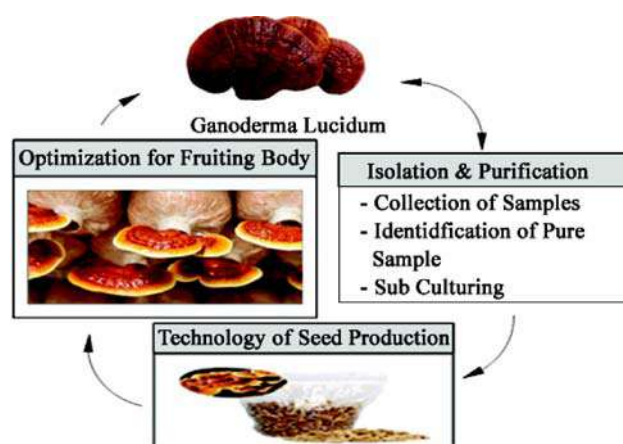 Ganoderma Lucidum
Optimization for Fruiting Body
Isolation & Purification
- Collection of Samples
- Identidfication of Pure
Sample
- Sub Culturing
Technology of Seed Production